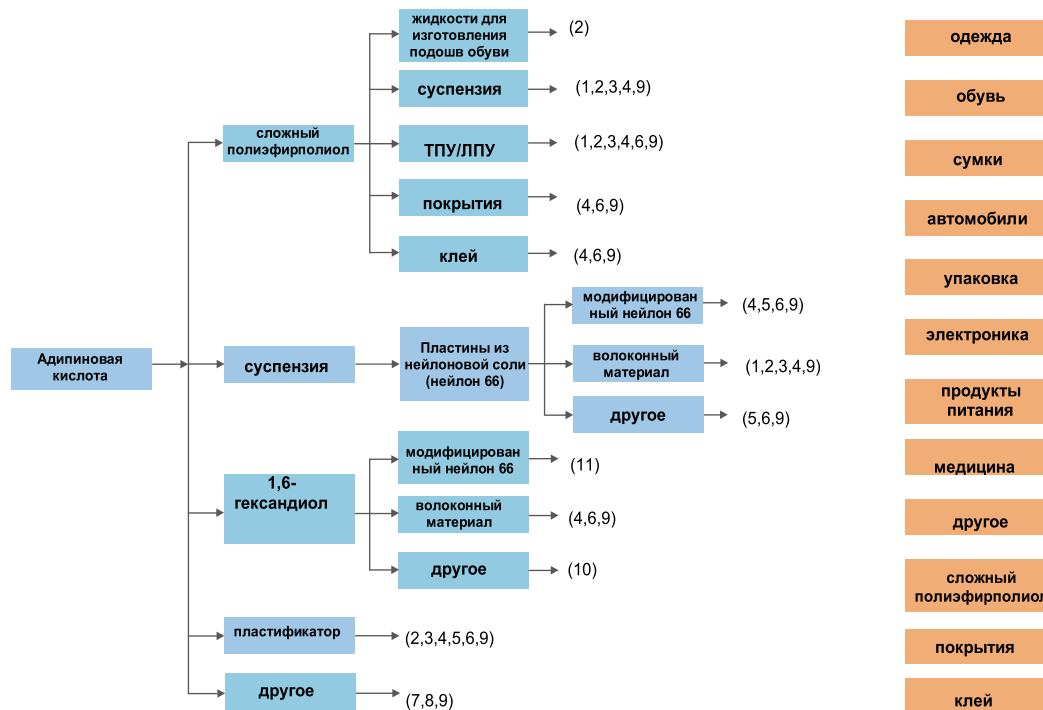 жидкости для
изготовления
подошв обуви
(2)
суспензия
(1,2,3,4,9)
сложный
полиэфирполиол
ТПУ/ЛПУ
(1,2,3,4,6,9)
покрытия
(4,6,9)
клей
(4,6,9)
Адипиновая
кислота
суспензия
Пластины из
нейлоновой соли
(нейлон 66)
модифицирован
ный нейлон 66
(4,5,6,9)
волоконный
материал
(1,2,3,4,9)
другое
(5,6,9)
1,6-
гександиол
модифицирован
ный нейлон 66
(11)
волоконный
материал
(4,6,9)
другое
(10)
пластификатор
(2,3,4,5,6,9)
другое
(7,8,9)
одежда
обувь
сумки
автомобили
упаковка
электроника
продукты
питания
медицина
другое
сложный
полиэфирполиол
покрытия
клей